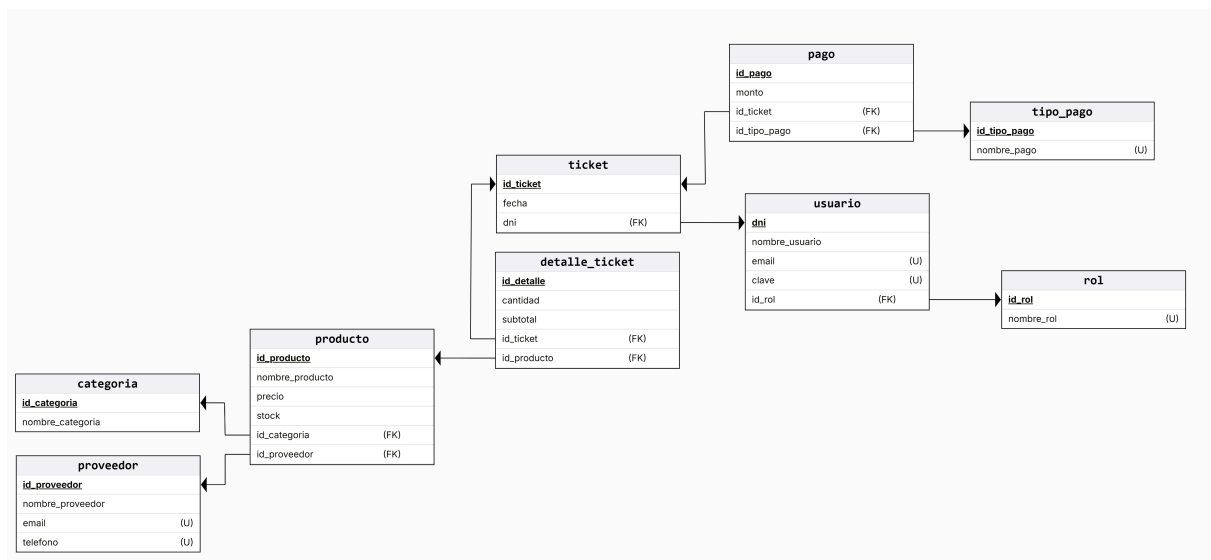 pago
id_pago
monto
id_ticket (FK)
id_tipo_pago (FK)
tipo_pago
id_tipo_pago
nombre_pago (U)
ticket
id_ticket
fecha
dni (FK)
usuario
dni
nombre_usuario
email (U)
clave (U)
id_rol (FK)
detalle_ticket
id_detalle
cantidad
subtotal
id_ticket (FK)
id_producto (FK)
rol
id_rol
nombre_rol (U)
producto
id_producto
nombre_producto
precio
stock
id_categoria (FK)
id_proveedor (FK)
categoria
id_categoria
nombre_categoria
proveedor
id_proveedor
nombre_proveedor
email (U)
telefono (U)